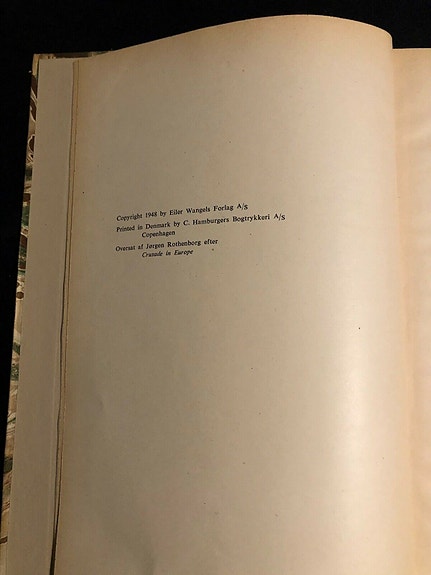 Copyright 1948 by Eiler Wangels Forlag A/S
Printed in Denmark by C. Hamburgers Bogtrykkeri A/S
Copenhagen
Oversat af Jørgen Rothenborg efter
Crusade in Europe